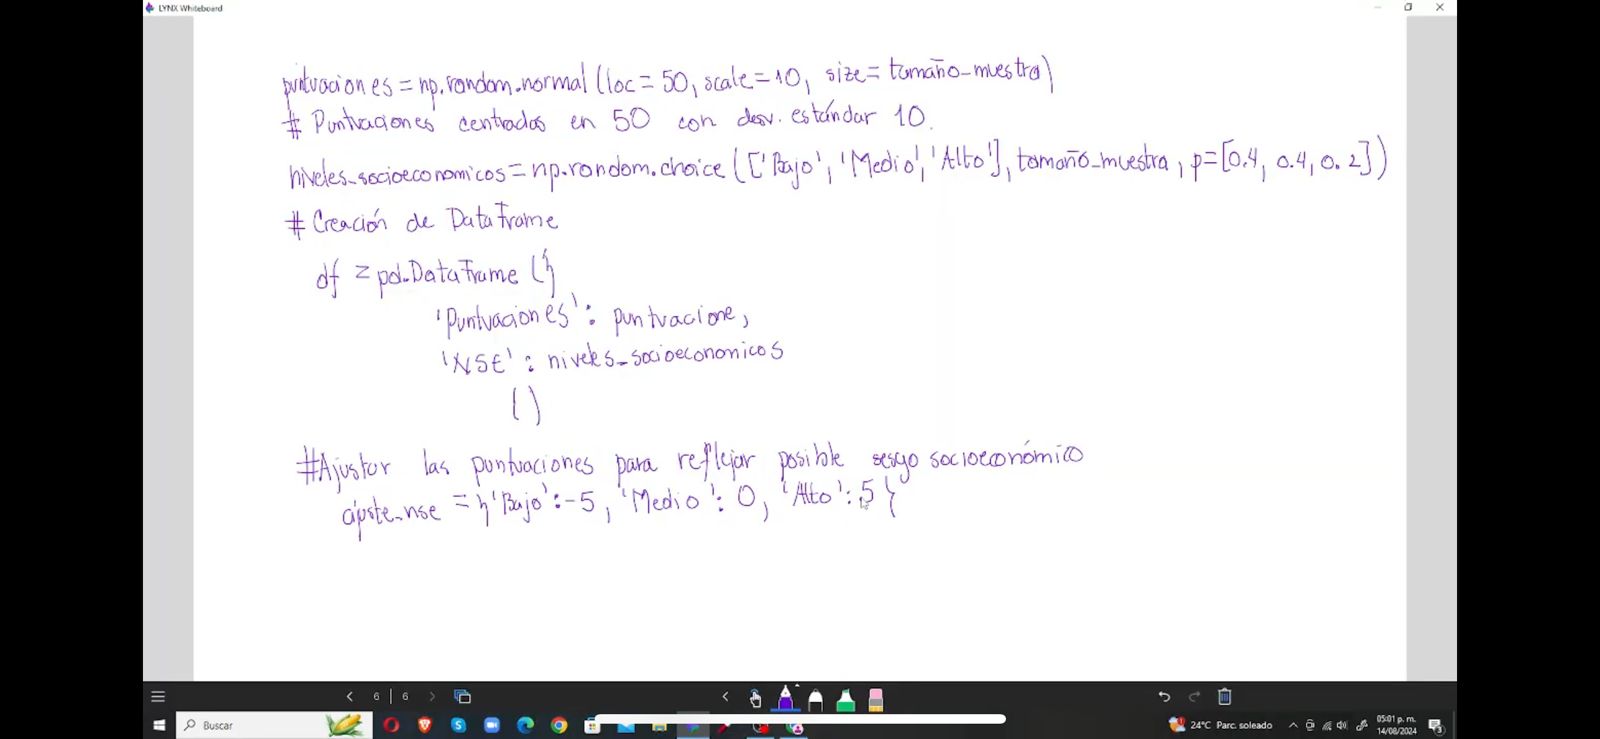 LYNX Whiteboard
puntuaciones = np.random.normal (loc = 50, scale = 10, size = tamaño_muestra)
# Puntuaciones centradas en 50 con desv. estándar 10.
niveles_socioeconomicos = np.random.choice (['Bajo', 'Medio', 'Alto'], tamaño_muestra, p=[0.4, 0.4, 0.2])
# Creación de DataFrame
df = pd.DataFrame ({
'Puntuaciones': puntuacione,
'NSE': niveles_socioeconomicos
()
#Ajustar las puntuaciones para reflejar posible sesgo socioeconómico
ajuste_nse = {'Bajo': -5, 'Medio': 0, 'Alto': 5}
6 | 6
Buscar
24°C Parc. soleado
05:01 p. m.
14/08/2024
3